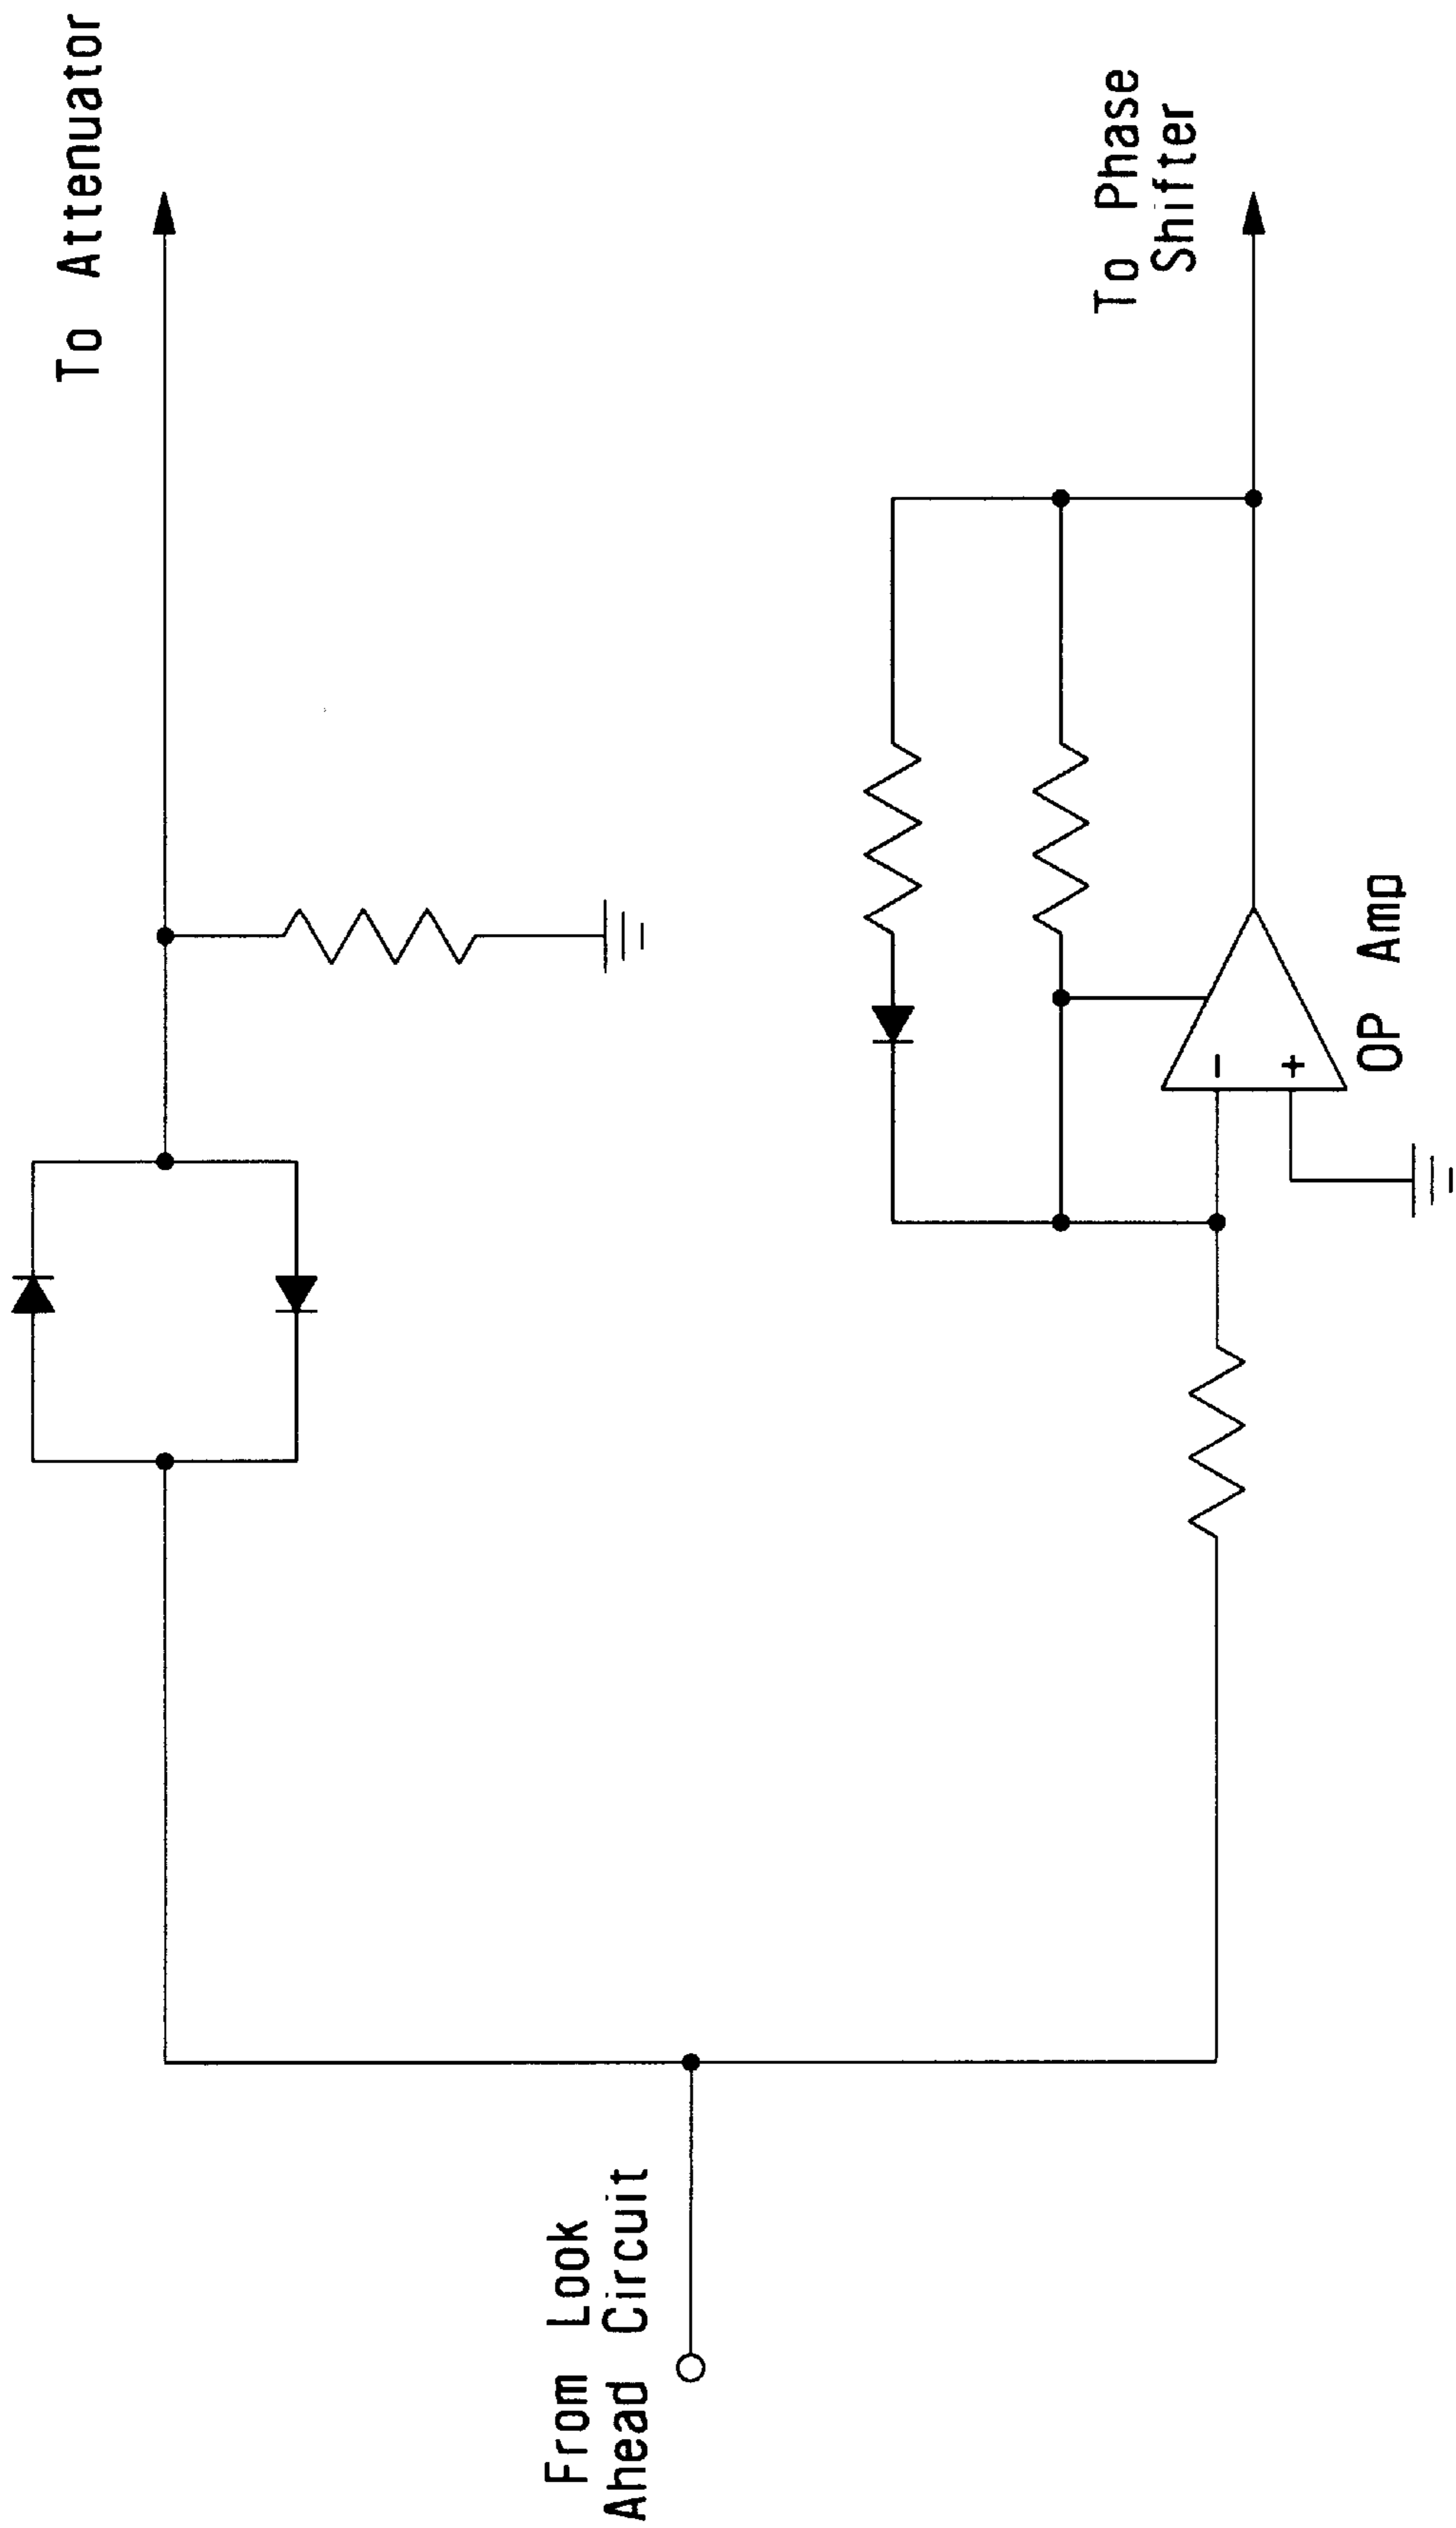 To Attenuator
From Look
Ahead Circuit
To Phase
Shifter
-
+
OP Amp